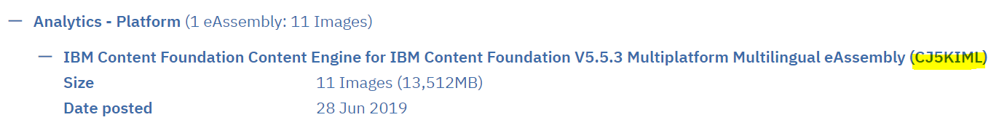 — Analytics - Platform (1 eAssembly: 11 Images)
— IBM Content Foundation Content Engine for IBM Content Foundation V5.5.3 Multiplatform Multilingual eAssembly (CJ5KIML)
Size 11 Images (13,512MB)
Date posted 28 Jun 2019